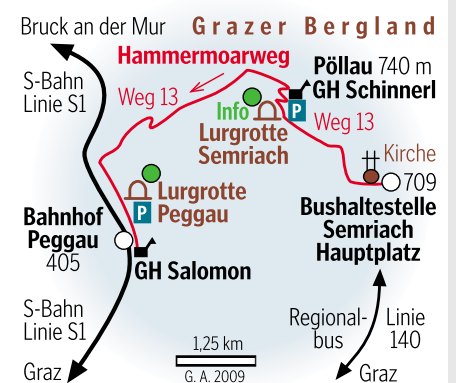 Bruck an der Mur
Grazer Bergland
Hammermoarweg
S-Bahn
Linie S1
Weg 13
Pöllau 740 m
GH Schinnerl
Info
P
Lurgrotte
Semriach
Weg 13
Kirche
709
Lurgrotte
Peggau
P
Bahnhof
Peggau
405
Bushaltestelle
Semriach
Hauptplatz
GH Salomon
S-Bahn
Linie S1
Regional-
bus
Linie
140
1,25 km
G. A. 2009
Graz
Graz